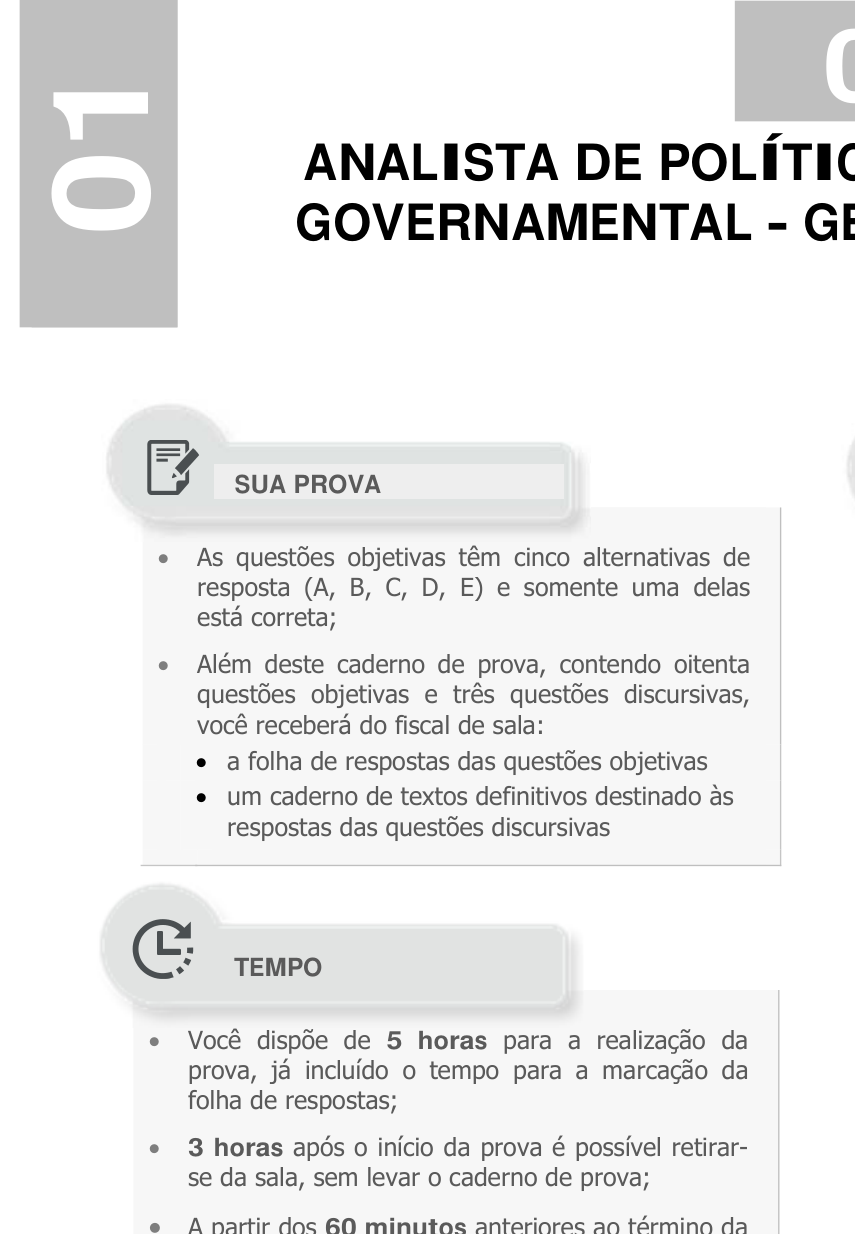 01
ANALISTA DE POLÍTIC
GOVERNAMENTAL - GE
SUA PROVA
• As questões objetivas têm cinco alternativas de
resposta (A, B, C, D, E) e somente uma delas
está correta;
• Além deste caderno de prova, contendo oitenta
questões objetivas e três questões discursivas,
você receberá do fiscal de sala:
• a folha de respostas das questões objetivas
• um caderno de textos definitivos destinado às
respostas das questões discursivas
TEMPO
• Você dispõe de 5 horas para a realização da
prova, já incluído o tempo para a marcação da
folha de respostas;
• 3 horas após o início da prova é possível retirar-
se da sala, sem levar o caderno de prova;
• A partir dos 60 minutos anteriores ao término da